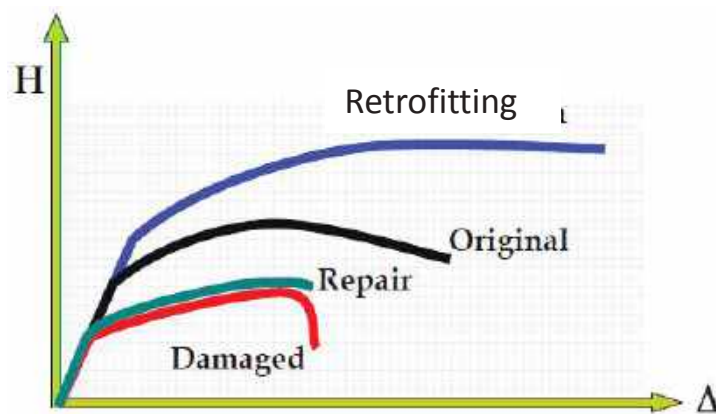 H
Retrofitting
Original
Repair
Damaged
Δ